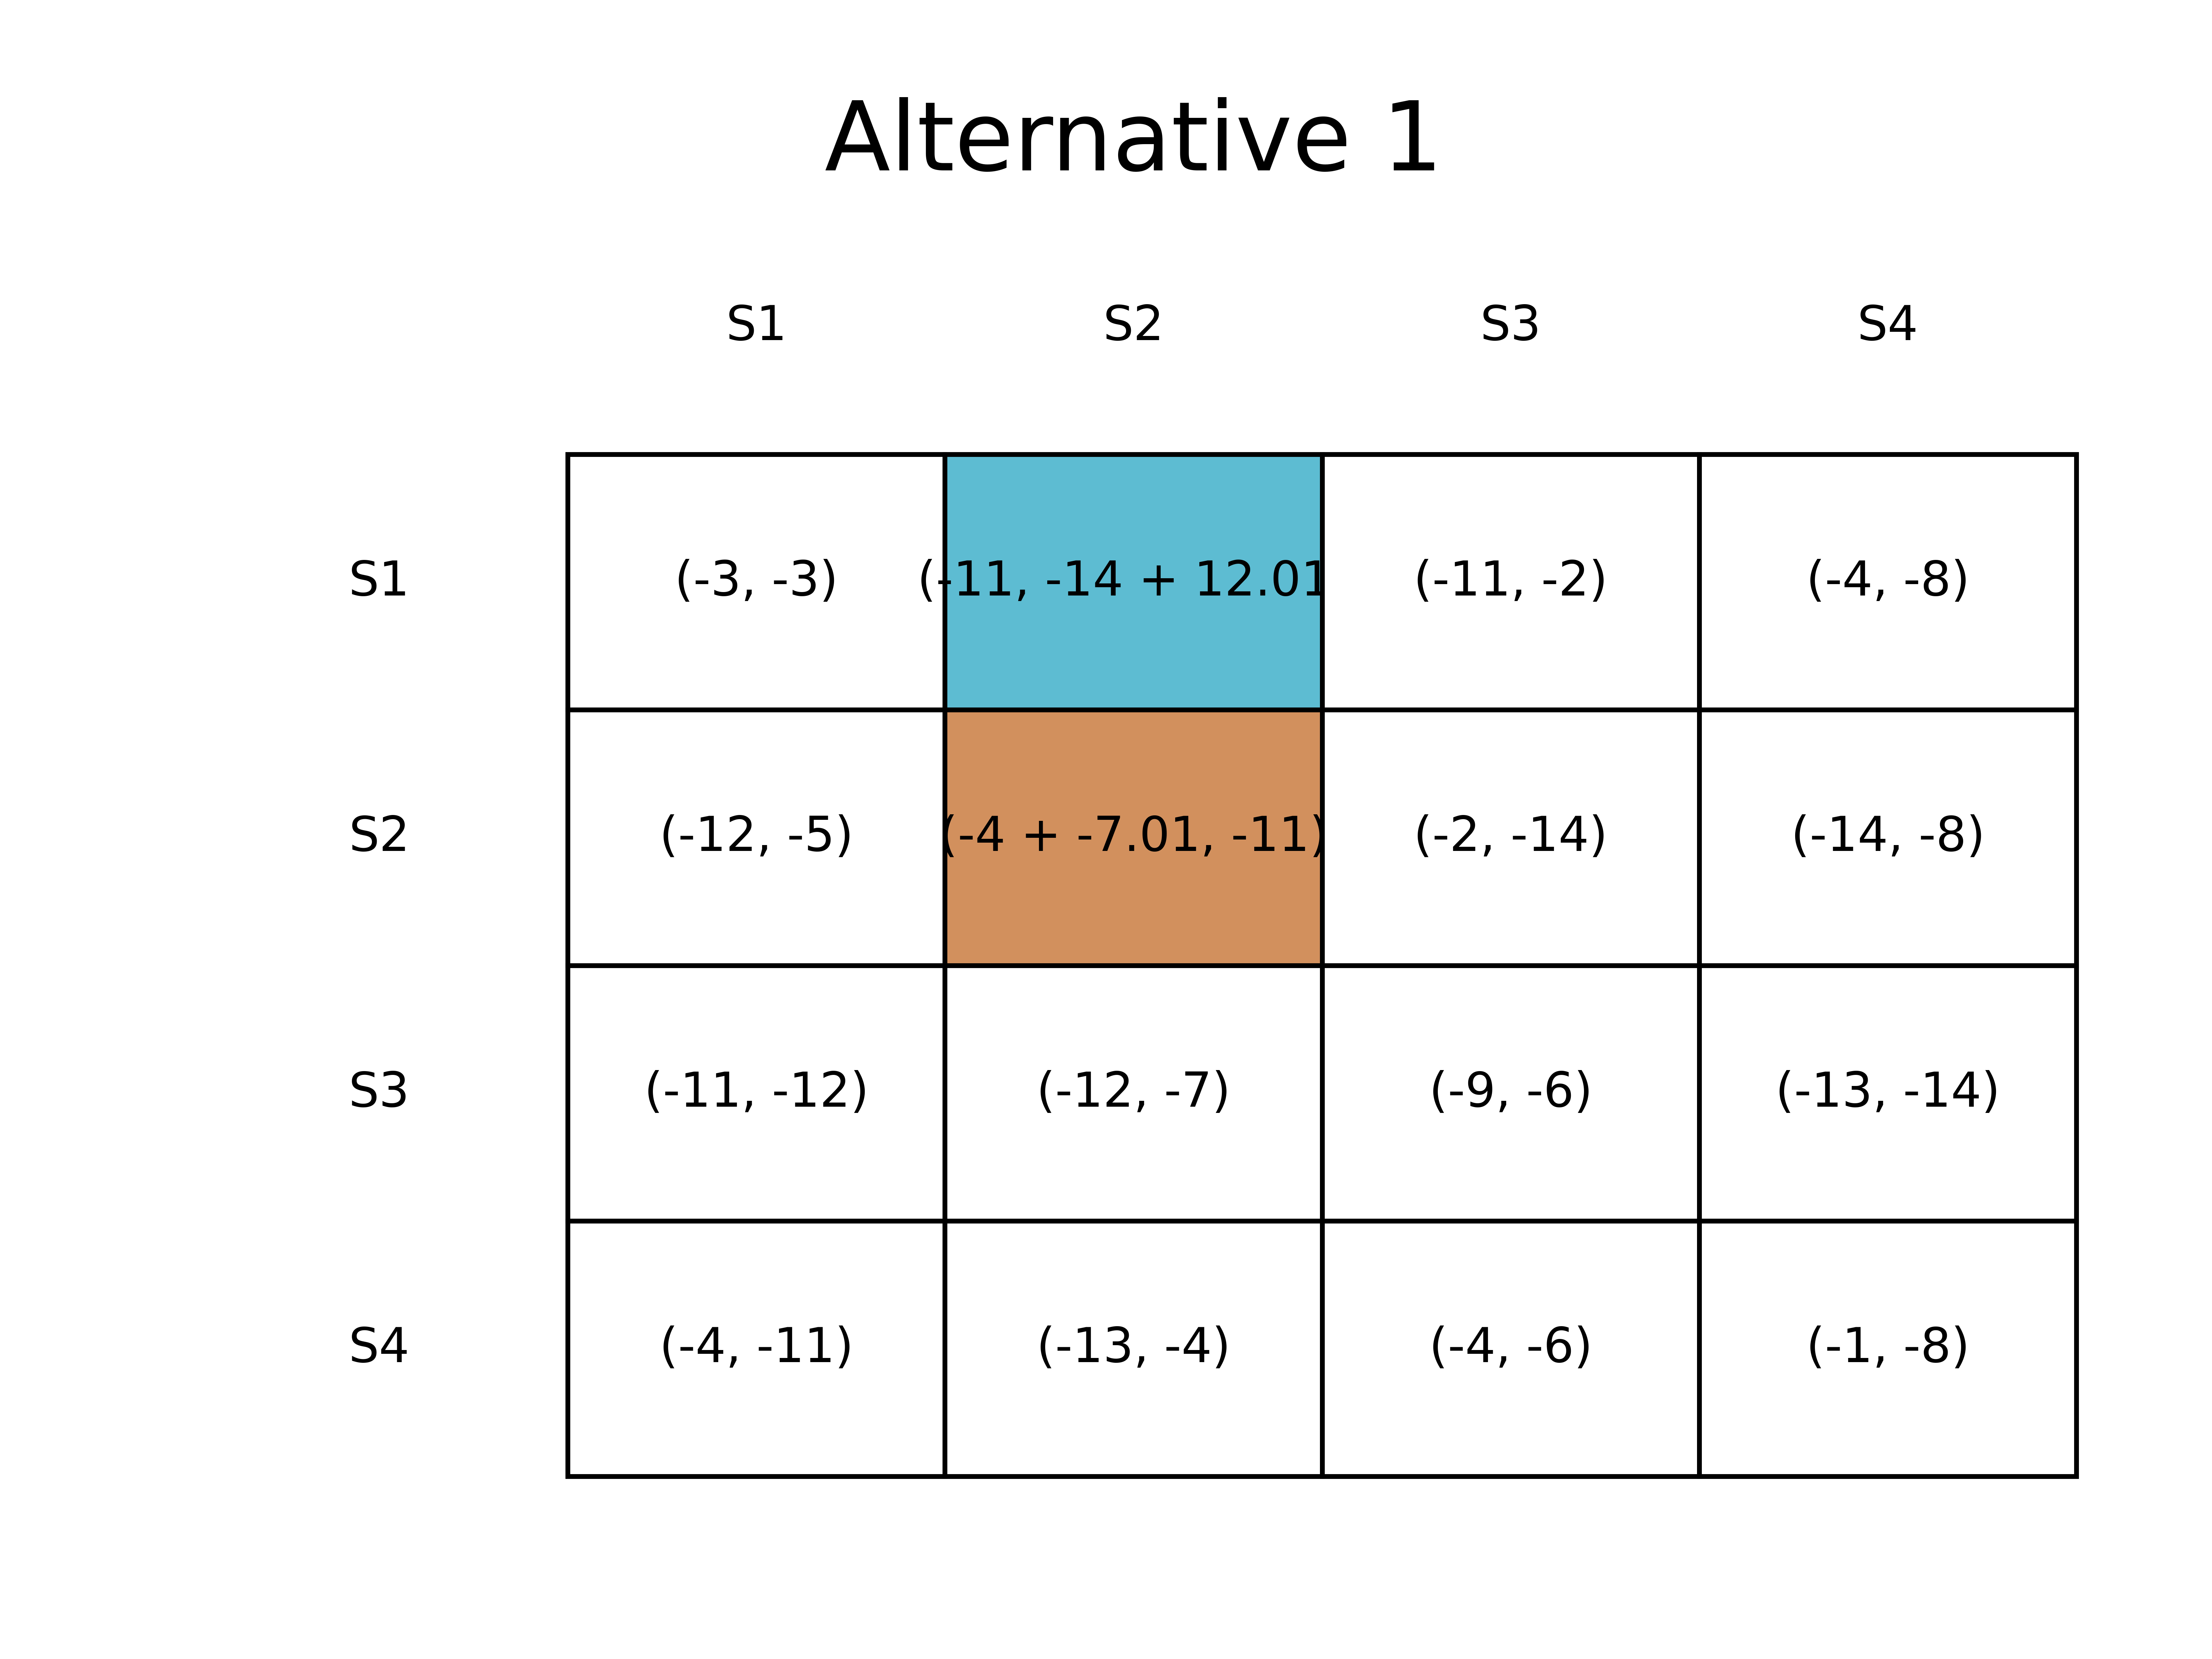 Alternative 1
S1 S2 S3 S4
S1 (-3, -3) (-11, -14 + 12.01 (-11, -2) (-4, -8)
S2 (-12, -5) (-4 + -7.01, -11) (-2, -14) (-14, -8)
S3 (-11, -12) (-12, -7) (-9, -6) (-13, -14)
S4 (-4, -11) (-13, -4) (-4, -6) (-1, -8)